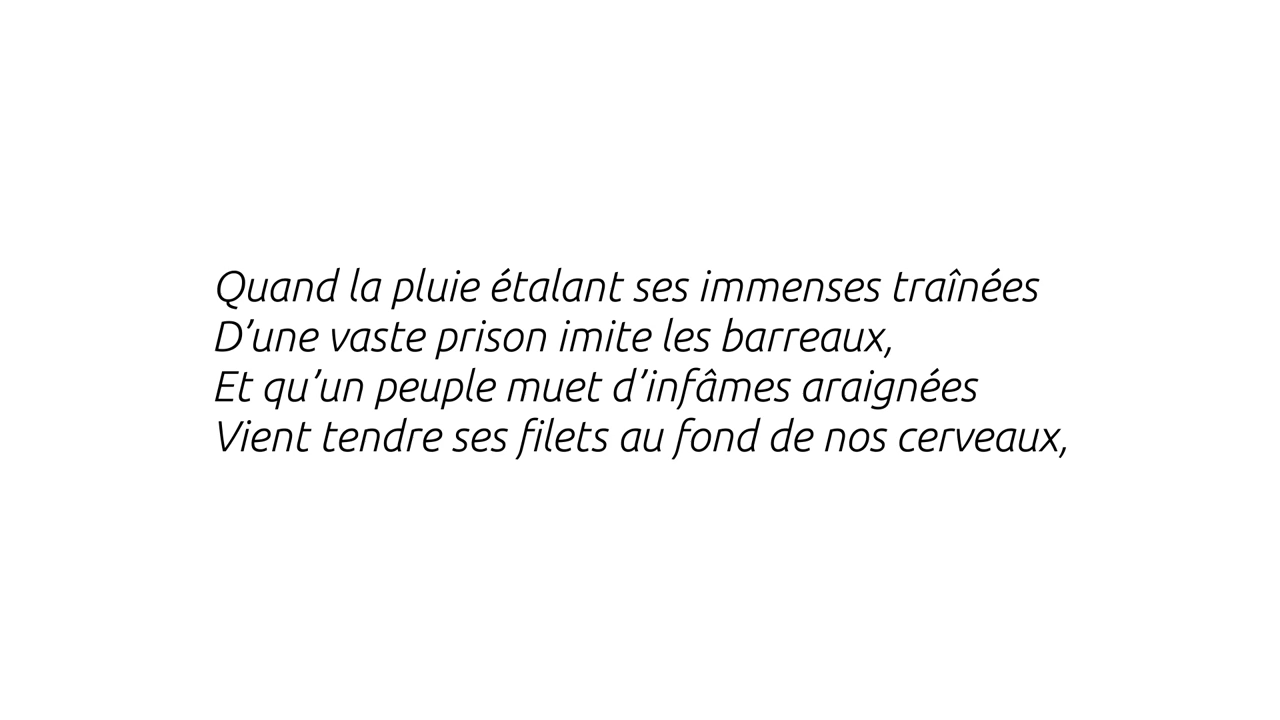 Quand la pluie étalant ses immenses traînées
D’une vaste prison imite les barreaux,
Et qu’un peuple muet d’infâmes araignées
Vient tendre ses filets au fond de nos cerveaux,